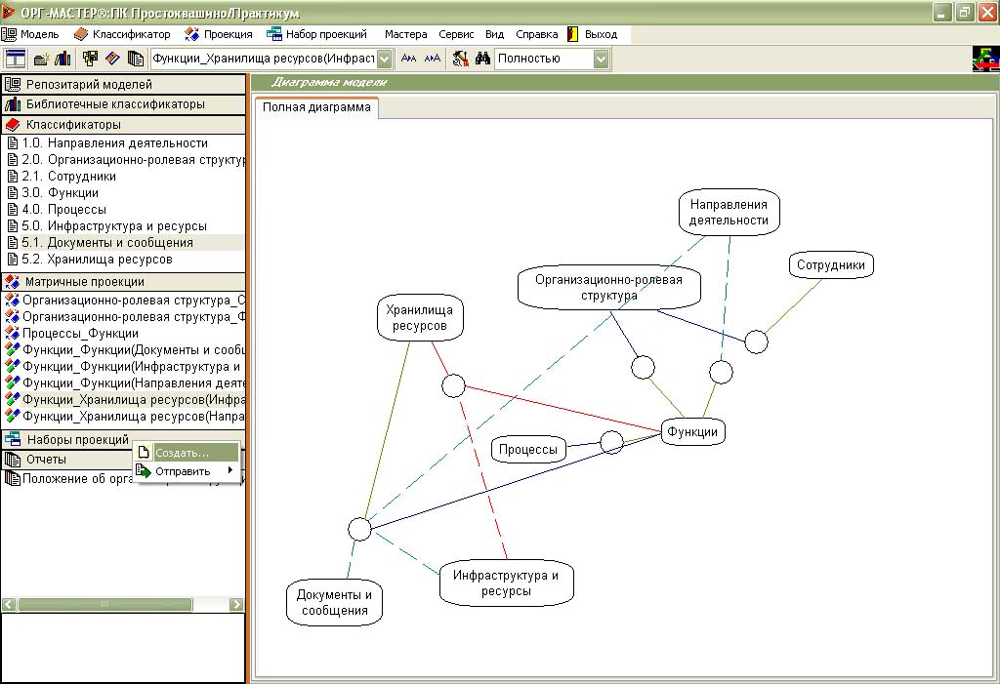 ОРГ-МАСТЕР®:ПК Простоквашино/Практикум
Модель Классификатор Проекция Набор проекций Мастера Сервис Вид Справка Выход
Функции_Хранилища ресурсов(Инфраст Полностью
Репозитарий моделей
Библиотечные классификаторы
Классификаторы
1.0. Направления деятельности
2.0. Организационно-ролевая структур
2.1. Сотрудники
3.0. Функции
4.0. Процессы
5.0. Инфраструктура и ресурсы
5.1. Документы и сообщения
5.2. Хранилища ресурсов
Матричные проекции
Организационно-ролевая структура_С
Организационно-ролевая структура_Ф
Процессы_Функции
Функции_Функции(Документы и сооб
Функции_Функции(Инфраструктура и
Функции_Функции(Направления деяте
Функции_Хранилища ресурсов(Инфра
Функции_Хранилища ресурсов(Напра
Наборы проекций
Отчеты
Положение об орга
Создать...
Отправить
Диаграмма модели
Полная диаграмма
Направления
деятельности
Сотрудники
Организационно-ролевая
структура
Хранилища
ресурсов
Функции
Процессы
Инфраструктура и
ресурсы
Документы и
сообщения